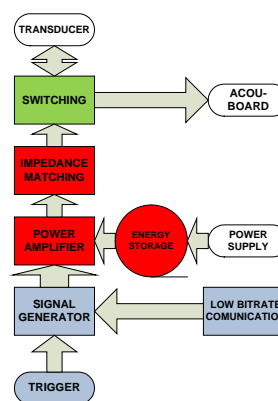 TRANSDUCER
SWITCHING
ACOU-
BOARD
IMPEDANCE
MATCHING
POWER
AMPLIFIER
ENERGY
STORAGE
POWER
SUPPLY
SIGNAL
GENERATOR
LOW BITRATE
COMUNICATION
TRIGGER